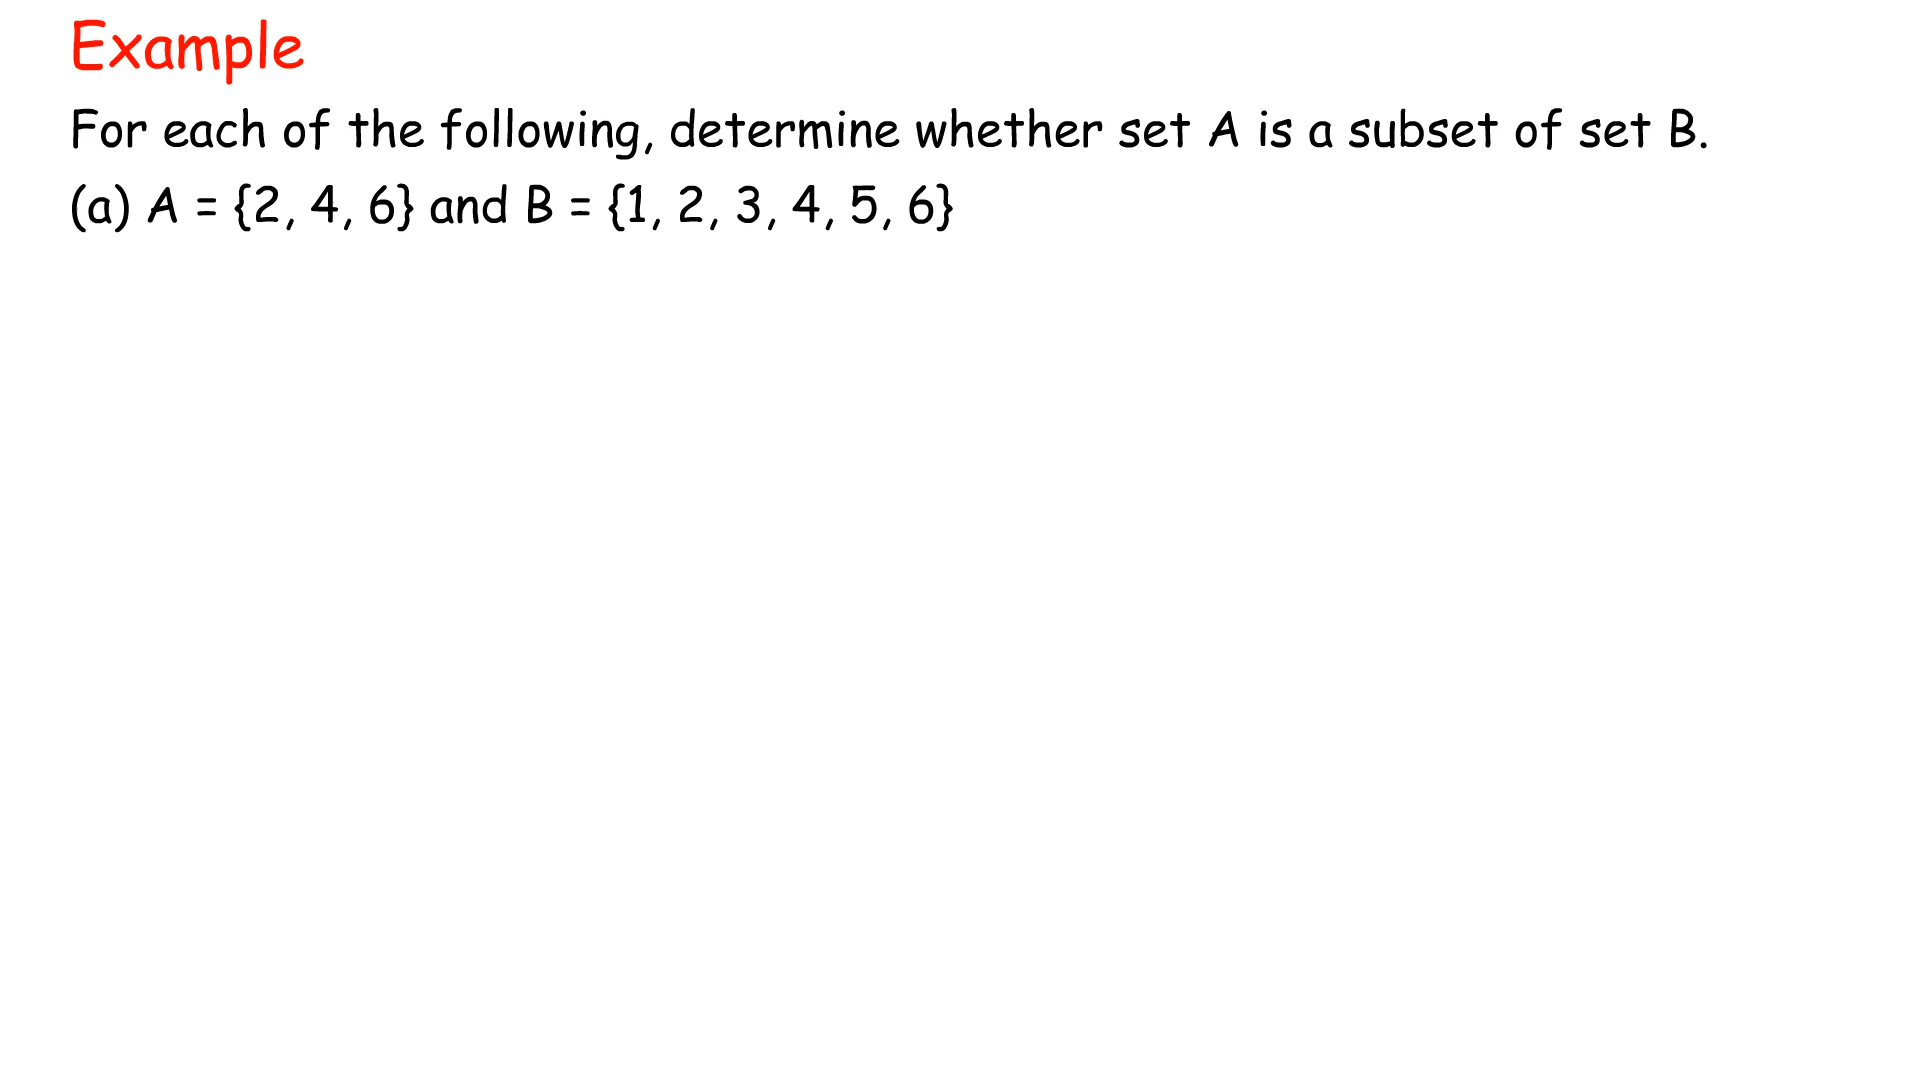 Example
For each of the following, determine whether set A is a subset of set B.
(a) A = {2, 4, 6} and B = {1, 2, 3, 4, 5, 6}